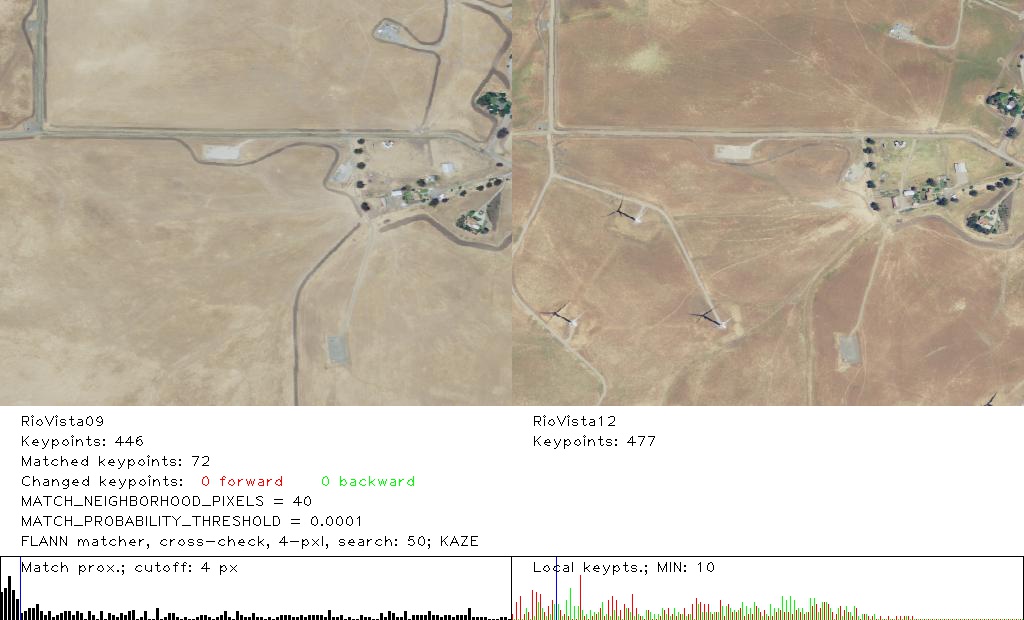 RioVista09
Keypoints: 446
Matched keypoints: 72
Changed keypoints: 0 forward 0 backward
MATCH_NEIGHBORHOOD_PIXELS = 40
MATCH_PROBABILITY_THRESHOLD = 0.0001
FLANN matcher, cross-check, 4-pxl, search: 50; KAZE
Match prox.; cutoff: 4 px
RioVista12
Keypoints: 477
Local keypts.; MIN: 10